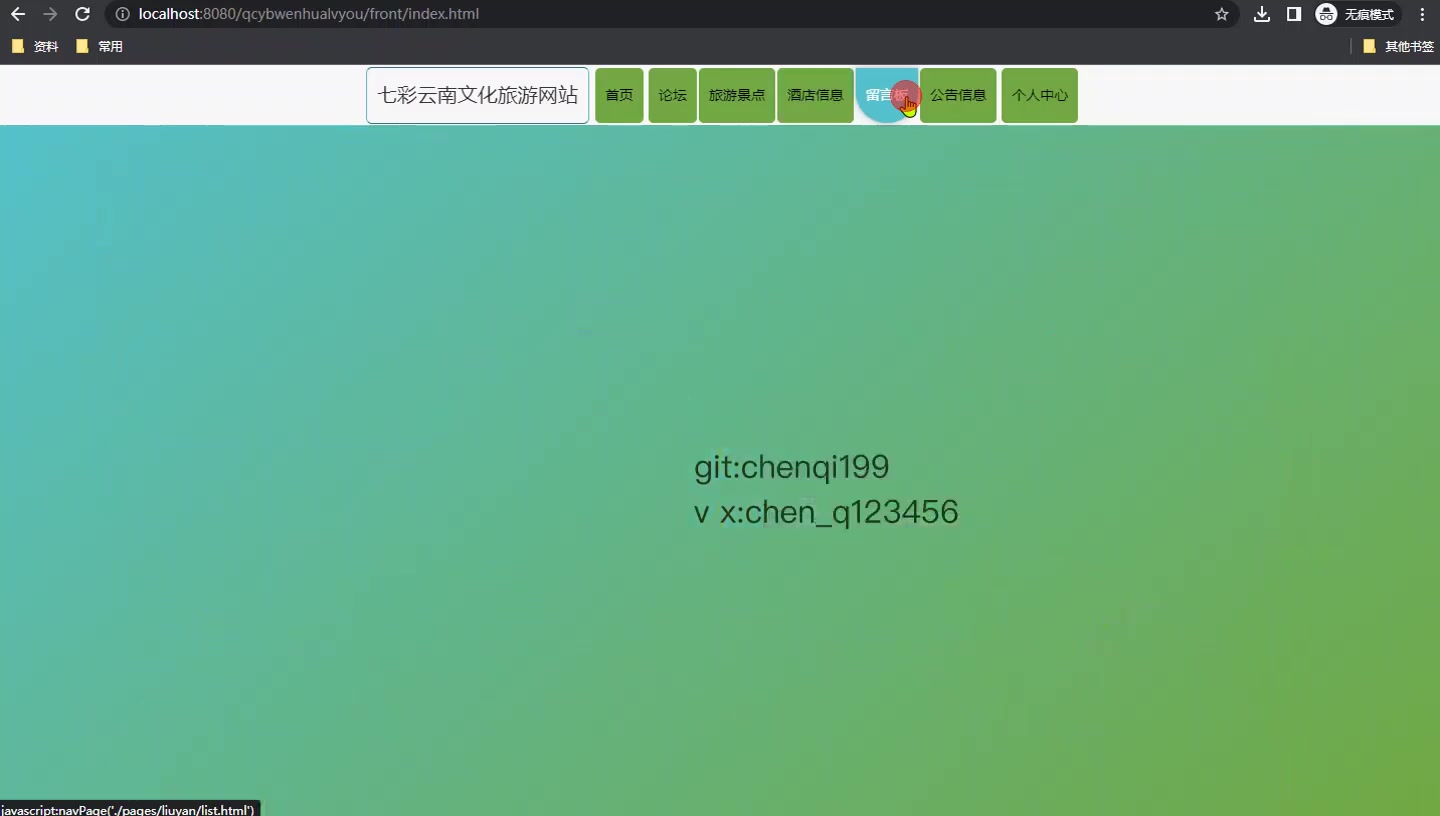 localhost:8080/qcybwenhualvyou/front/index.html
无痕模式
资料
常用
其他书签
七彩云南文化旅游网站
首页
论坛
旅游景点
酒店信息
留言板
公告信息
个人中心
git:chenqi199
v x:chen_q123456
javascript:navPage('./pages/liuyan/list.html')